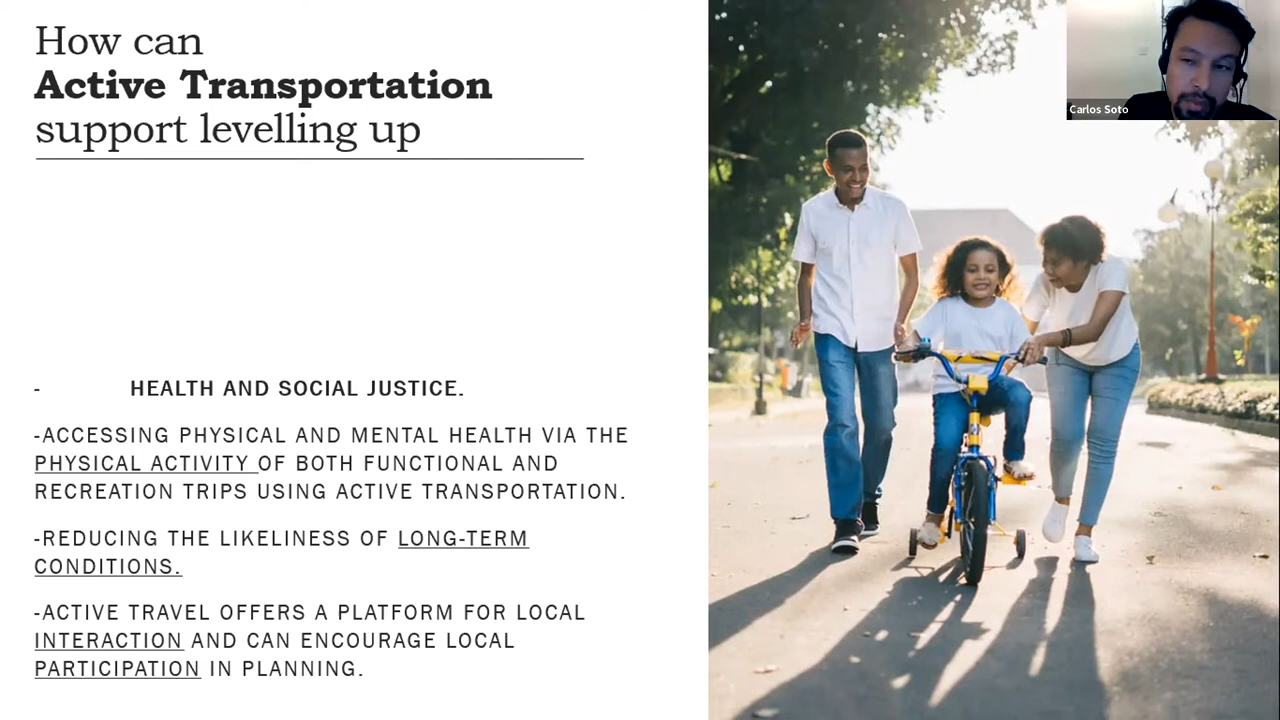 How can
Active Transportation
support levelling up
- HEALTH AND SOCIAL JUSTICE.
-ACCESSING PHYSICAL AND MENTAL HEALTH VIA THE
PHYSICAL ACTIVITY OF BOTH FUNCTIONAL AND
RECREATION TRIPS USING ACTIVE TRANSPORTATION.
-REDUCING THE LIKELINESS OF LONG-TERM
CONDITIONS.
-ACTIVE TRAVEL OFFERS A PLATFORM FOR LOCAL
INTERACTION AND CAN ENCOURAGE LOCAL
PARTICIPATION IN PLANNING.
Carlos Soto